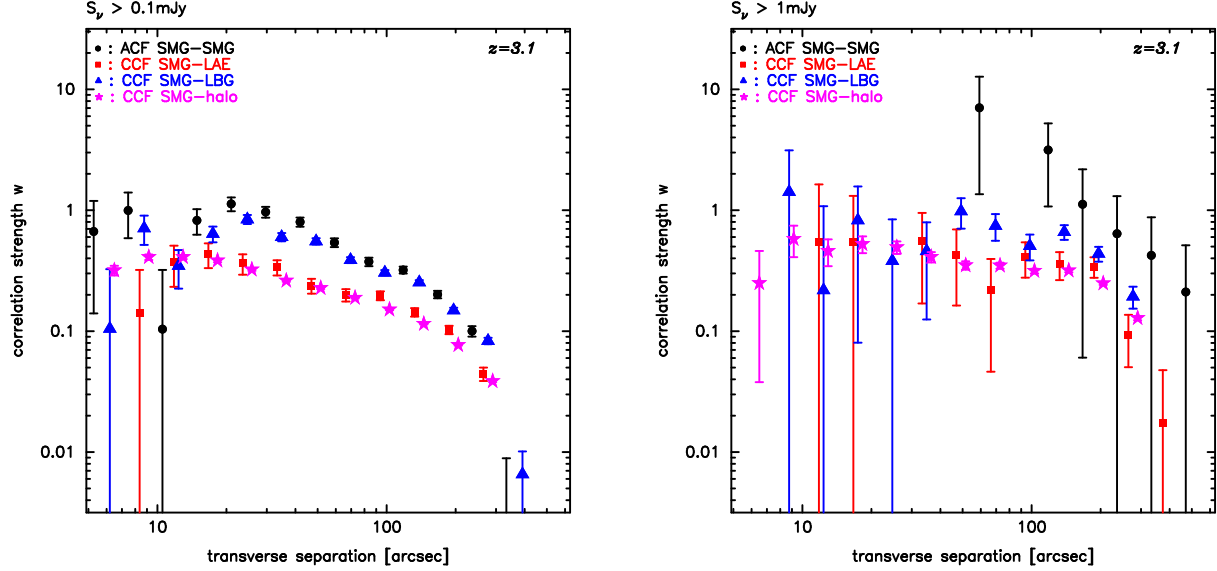 S_ν > 0.1mJy
z=3.1
: ACF SMG-SMG
: CCF SMG-LAE
: CCF SMG-LBG
: CCF SMG-halo
10
1
0.1
0.01
correlation strength w
10
100
transverse separation [arcsec]
S_ν > 1mJy
z=3.1
: ACF SMG-SMG
: CCF SMG-LAE
: CCF SMG-LBG
: CCF SMG-halo
10
1
0.1
0.01
correlation strength w
10
100
transverse separation [arcsec]